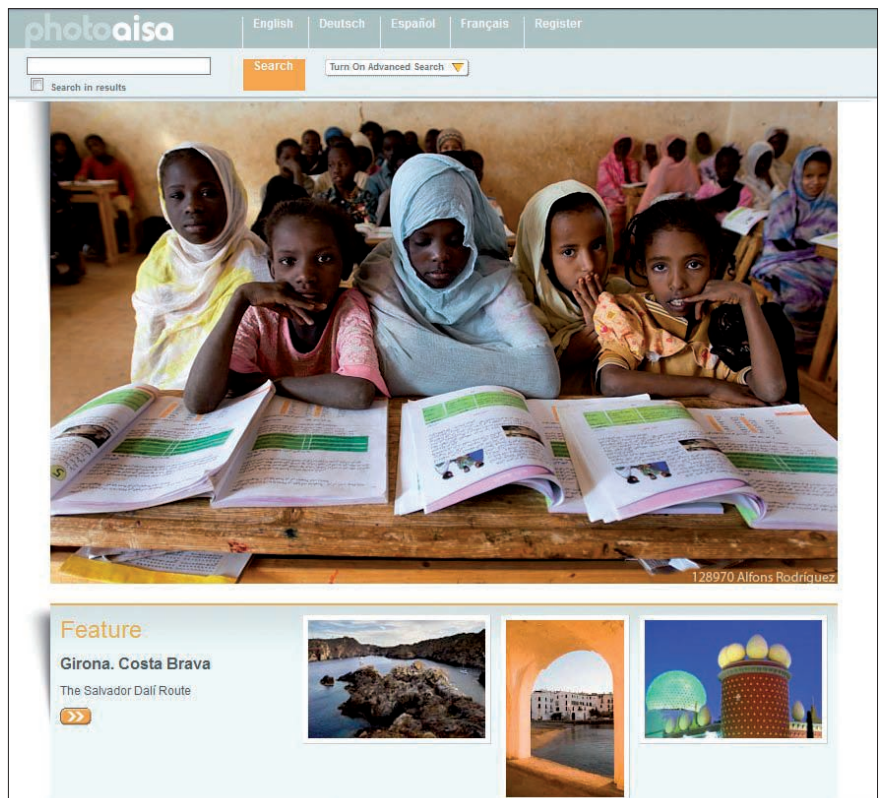 photoaisa
English Deutsch Español Français Register
Search Turn On Advanced Search
Search in results
128970 Alfons Rodríguez
Feature
Girona. Costa Brava
The Salvador Dalí Route